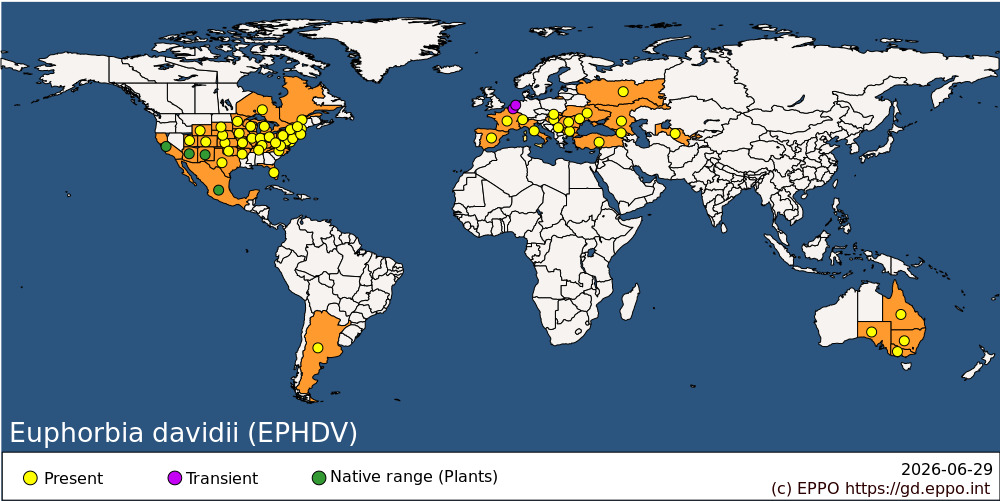 Euphorbia davidii (EPHDV)
Present
Transient
Native range (Plants)
2026-06-29
(c) EPPO https://gd.eppo.int